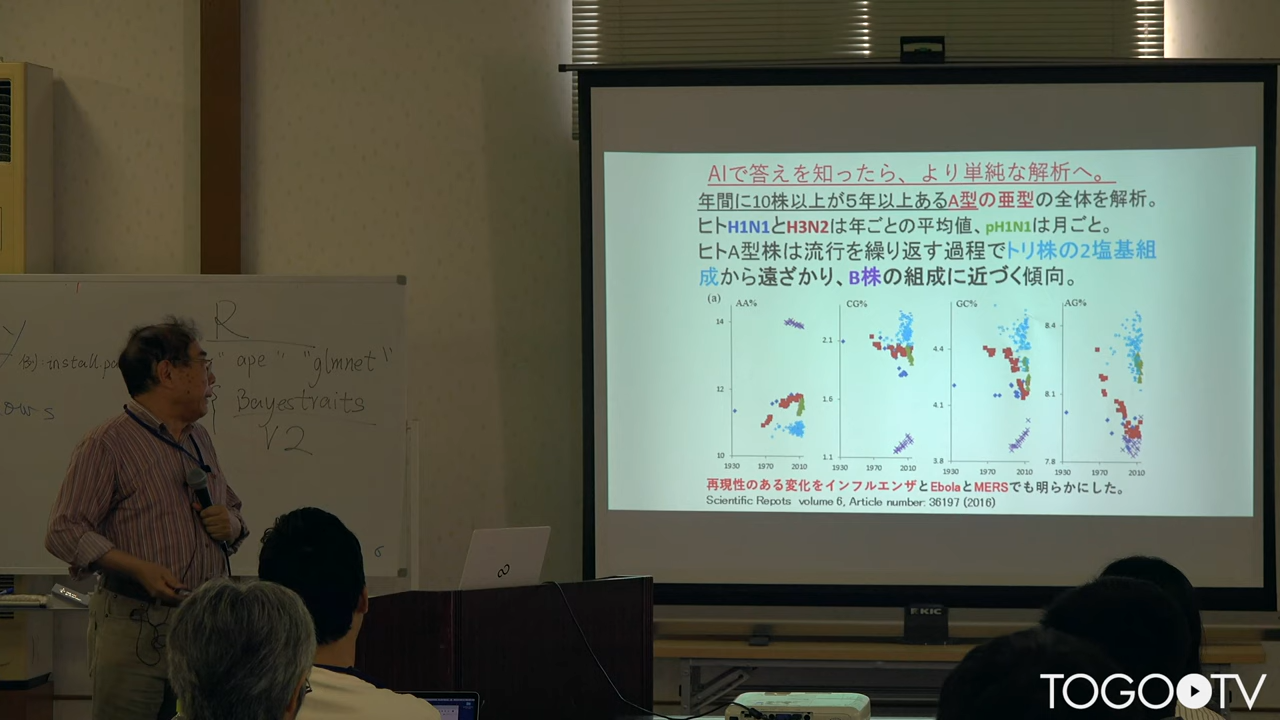 AIで答えを知ったら、より単純な解析へ。
年間に10株以上が5年以上あるA型の亜型の全体を解析。
ヒトH1N1とH3N2は年ごとの平均値、pH1N1は月ごと。
ヒトA型株は流行を繰り返す過程でトリ株の2塩基組
成から遠ざかり、B株の組成に近づく傾向。
(a) AA% CG% GC% AG%
14 2.1 4.4 8.4
12 1.6 4.1 8.1
10 1.1 3.8 7.8
1930 1970 2010 1930 1970 2010 1930 1970 2010 1930 1970 2010
再現性のある変化をインフルエンザとEbolaとMERSでも明らかにした。
Scientific Repots volume 6, Article number: 36197 (2016)
R
install.pa
" ape " "glmnet"
ows
Bayestraits
V2
KIC
TOGOTV